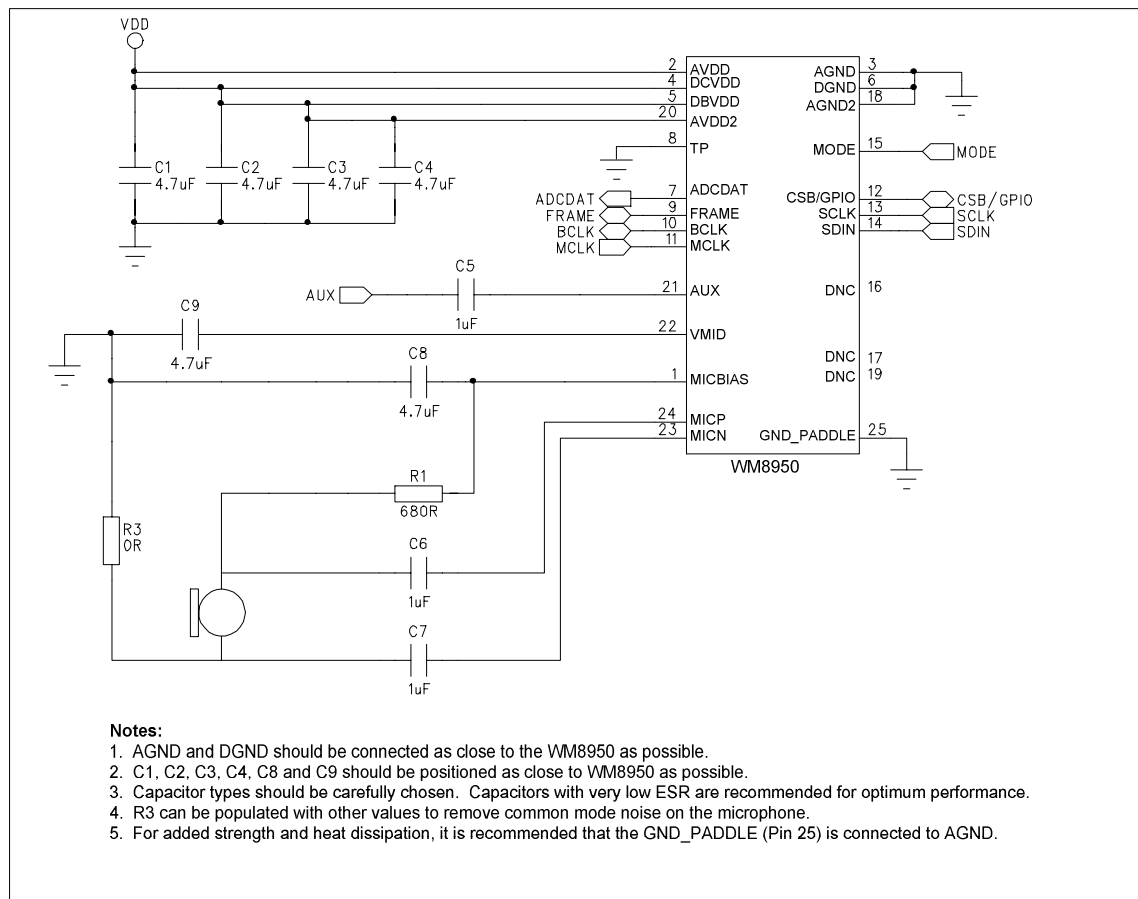 VDD
2 AVDD
4 DCVDD
5 DBVDD
20 AVDD2
8 TP
AGND 3
DGND 6
AGND2 18
MODE 15 MODE
C1 4.7uF
C2 4.7uF
C3 4.7uF
C4 4.7uF
ADCDAT 7 ADCDAT
FRAME 9 FRAME
BCLK 10 BCLK
MCLK 11 MCLK
CSB/GPIO 12 CSB/GPIO
SCLK 13 SCLK
SDIN 14 SDIN
C5
AUX 21 AUX
1uF
DNC 16
C9
22 VMID
4.7uF
C8
1 MICBIAS
4.7uF
DNC 17
DNC 19
24 MICP
23 MICN
GND_PADDLE 25
WM8950
R1
680R
R3
0R
C6
1uF
C7
1uF
Notes:
1. AGND and DGND should be connected as close to the WM8950 as possible.
2. C1, C2, C3, C4, C8 and C9 should be positioned as close to WM8950 as possible.
3. Capacitor types should be carefully chosen. Capacitors with very low ESR are recommended for optimum performance.
4. R3 can be populated with other values to remove common mode noise on the microphone.
5. For added strength and heat dissipation, it is recommended that the GND_PADDLE (Pin 25) is connected to AGND.